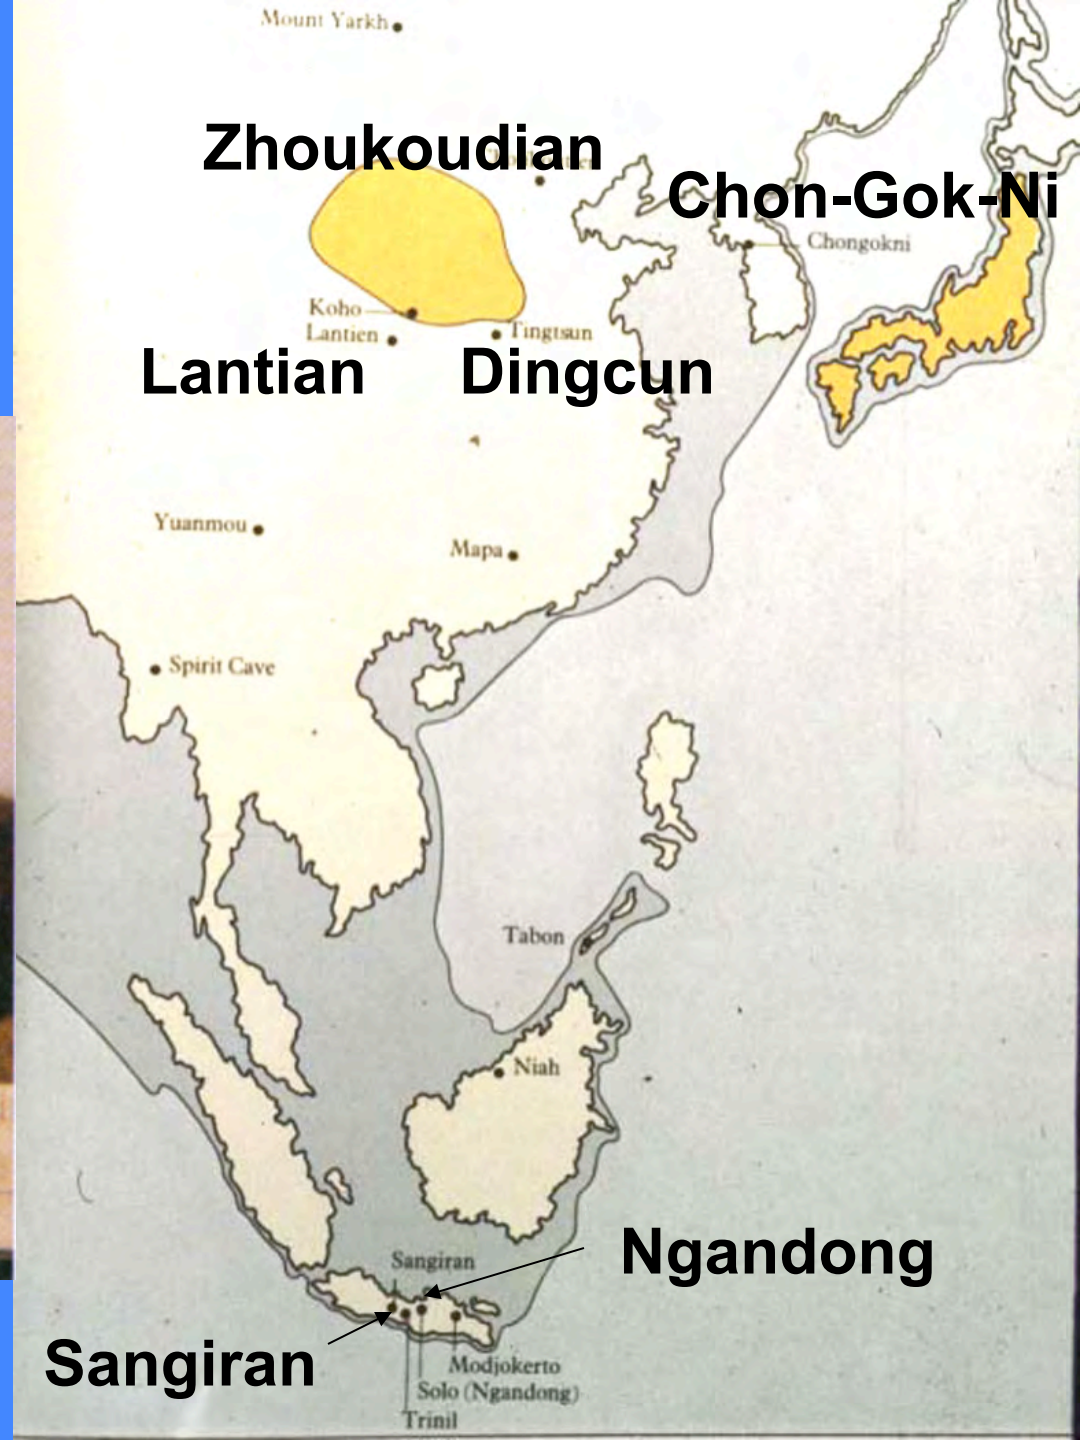 Mount Yarkh
Zhoukoudian
Chon-Gok-Ni
Chongokni
Koho
Lantien
Tingtsun
Lantian
Dingcun
Yuanmou
Mapa
Spirit Cave
Tabon
Niah
Ngandong
Sangiran
Sangiran
Modjokerto
Solo (Ngandong)
Trinil